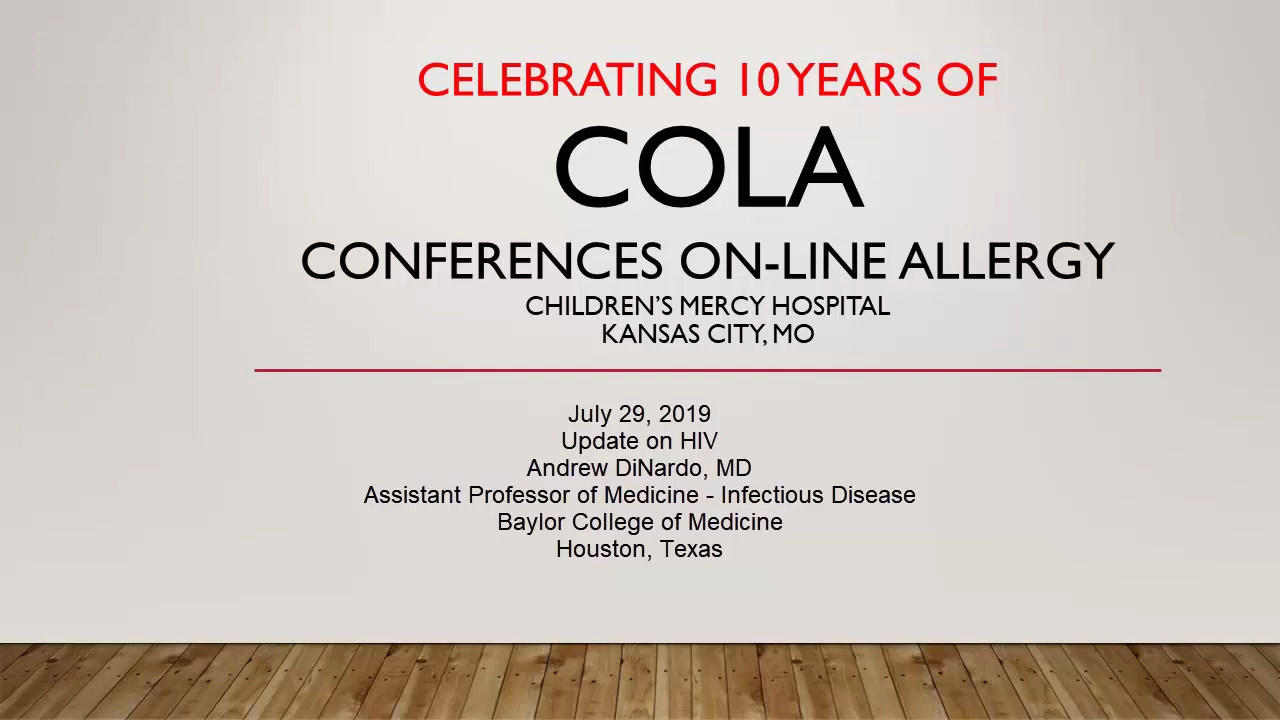 CELEBRATING 10 YEARS OF
COLA
CONFERENCES ON-LINE ALLERGY
CHILDREN’S MERCY HOSPITAL
KANSAS CITY, MO
July 29, 2019
Update on HIV
Andrew DiNardo, MD
Assistant Professor of Medicine - Infectious Disease
Baylor College of Medicine
Houston, Texas